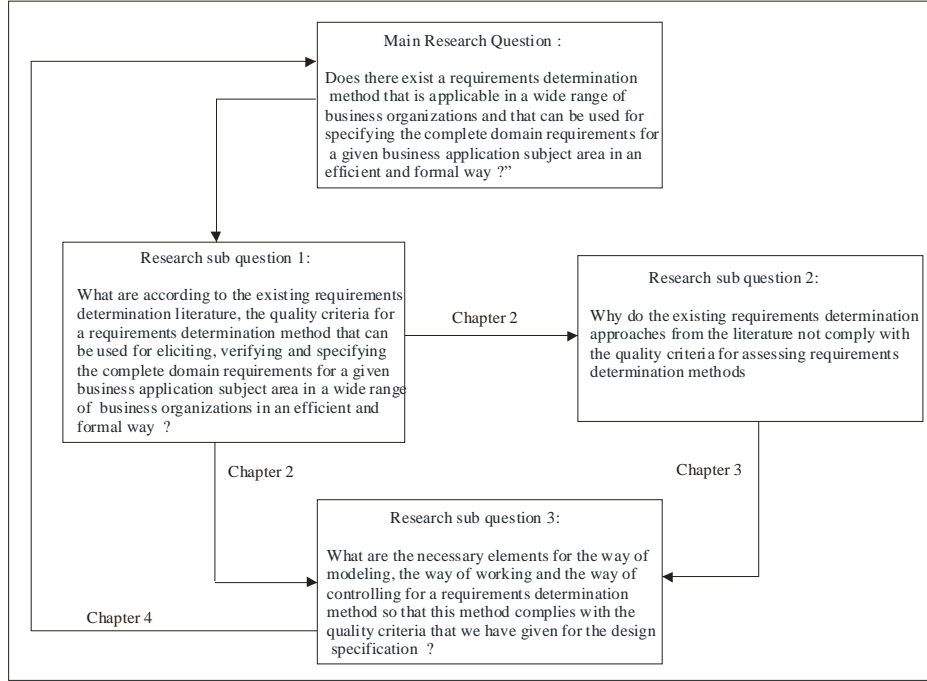 Main Research Question :
Does there exist a requirements determination
method that is applicable in a wide range of
business organizations and that can be used for
specifying the complete domain requirements for
a given business application subject area in an
efficient and formal way ?”
Research sub question 1:
What are according to the existing requirements
determination literature, the quality criteria for
a requirements determination method that can
be used for eliciting, verifying and specifying
the complete domain requirements for a given
business application subject area in a wide range
of business organizations in an efficient and
formal way ?
Chapter 2
Research sub question 2:
Why do the existing requirements determination
approaches from the literature not comply with
the quality criteria for assessing requirements
determination methods
Chapter 2
Chapter 3
Research sub question 3:
What are the necessary elements for the way of
modeling, the way of working and the way of
controlling for a requirements determination
method so that this method complies with the
quality criteria that we have given for the design
specification ?
Chapter 4